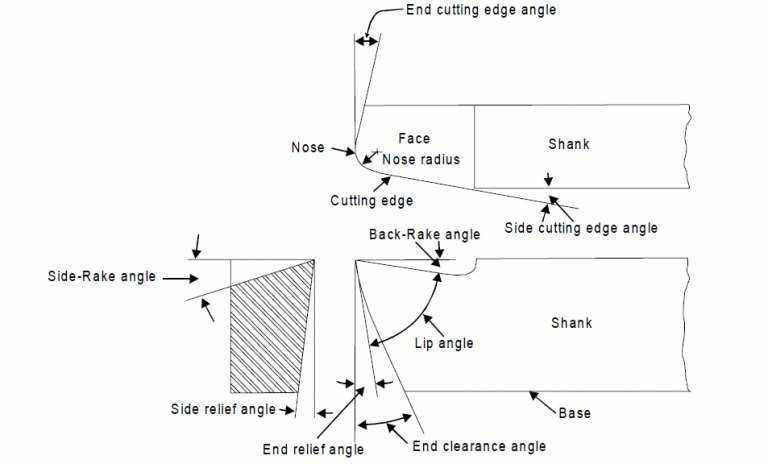 End cutting edge angle
Face
Shank
Nose
Nose radius
Cutting edge
Side cutting edge angle
Back-Rake angle
Side-Rake angle
Shank
Lip angle
Side relief angle
Base
End relief angle
End clearance angle